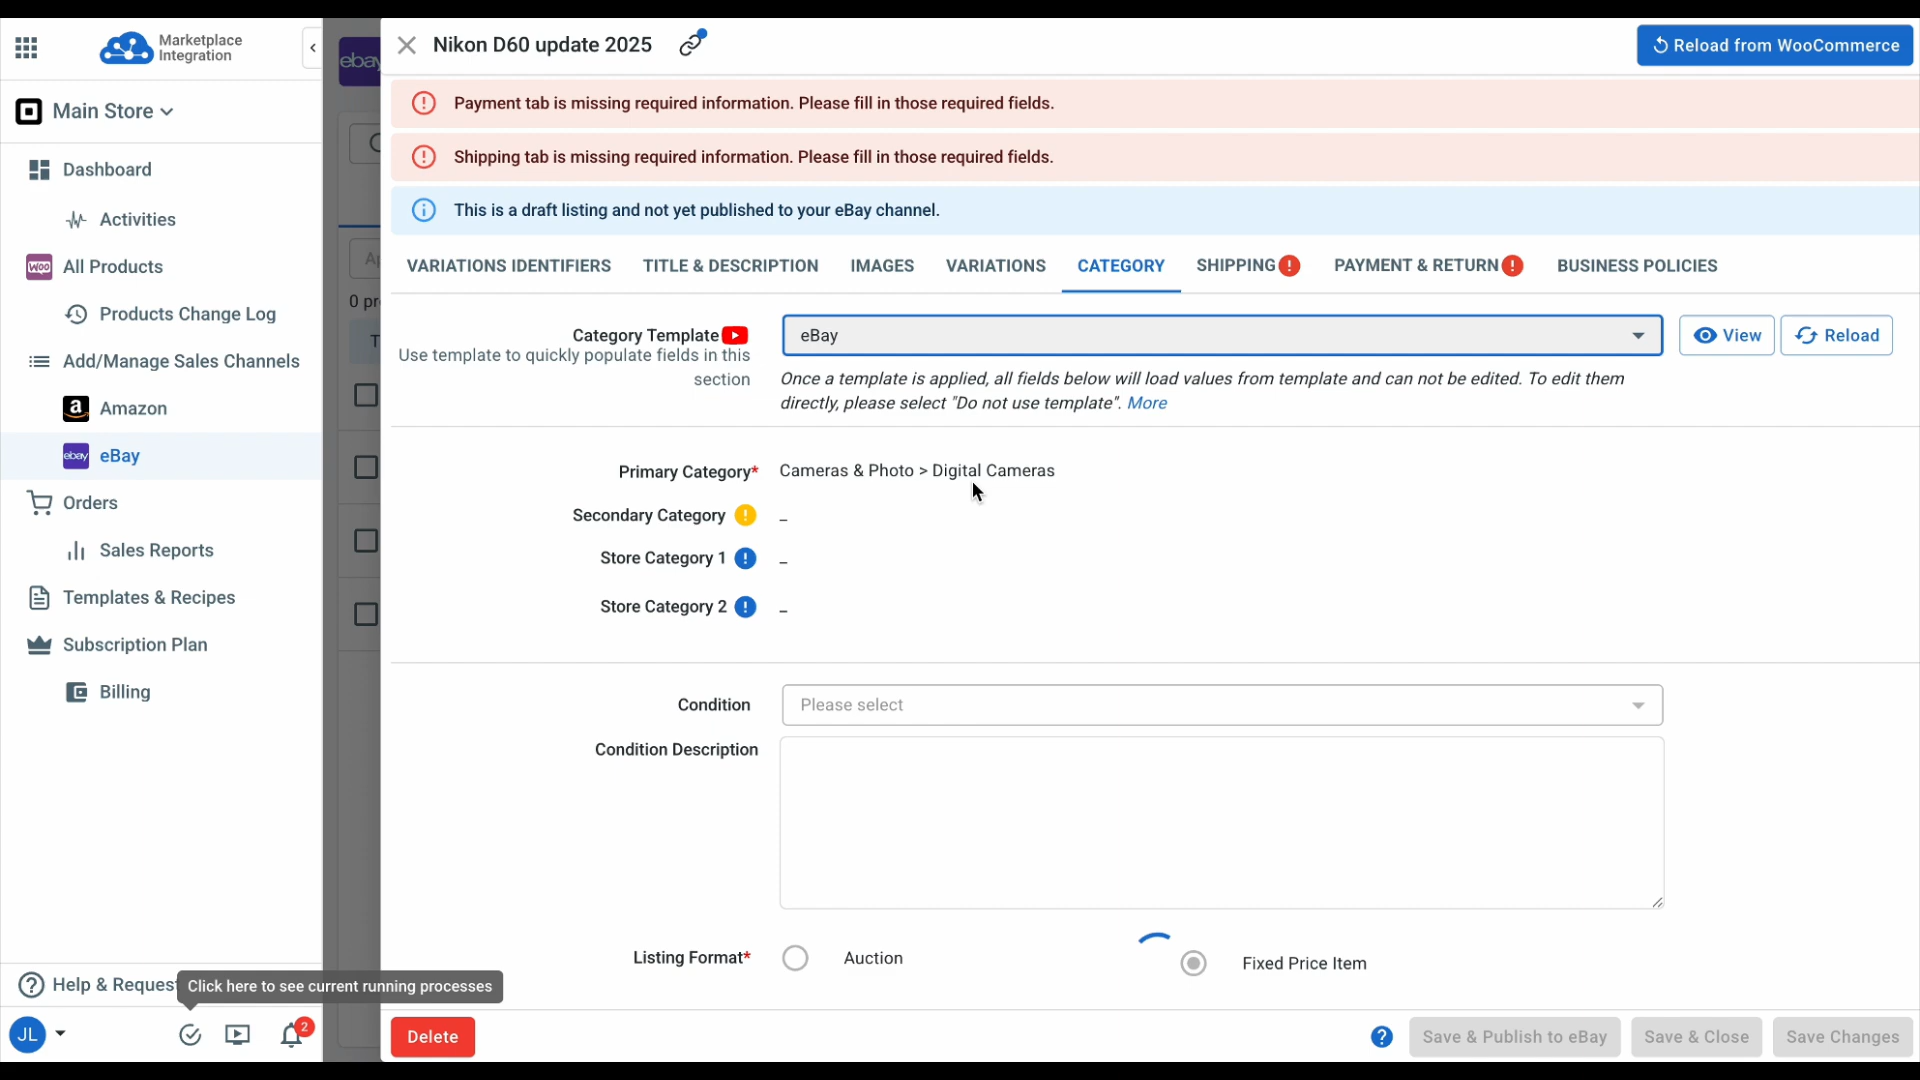 Marketplace
Integration
Main Store
Dashboard
Activities
WOO All Products
Products Change Log
Add/Manage Sales Channels
a Amazon
ebay eBay
Orders
Sales Reports
Templates & Recipes
Subscription Plan
Billing
Help & Request
Click here to see current running processes
JL
2
ebay
Ap
0 pr
T
Nikon D60 update 2025
Reload from WooCommerce
Payment tab is missing required information. Please fill in those required fields.
Shipping tab is missing required information. Please fill in those required fields.
This is a draft listing and not yet published to your eBay channel.
VARIATIONS IDENTIFIERS TITLE & DESCRIPTION IMAGES VARIATIONS CATEGORY SHIPPING ! PAYMENT & RETURN ! BUSINESS POLICIES
Category Template
Use template to quickly populate fields in this
section
eBay
View
Reload
Once a template is applied, all fields below will load values from template and can not be edited. To edit them
directly, please select "Do not use template". More
Primary Category* Cameras & Photo > Digital Cameras
Secondary Category ! _
Store Category 1 ! _
Store Category 2 ! _
Condition Please select
Condition Description
Listing Format* Auction Fixed Price Item
Delete
? Save & Publish to eBay Save & Close Save Changes